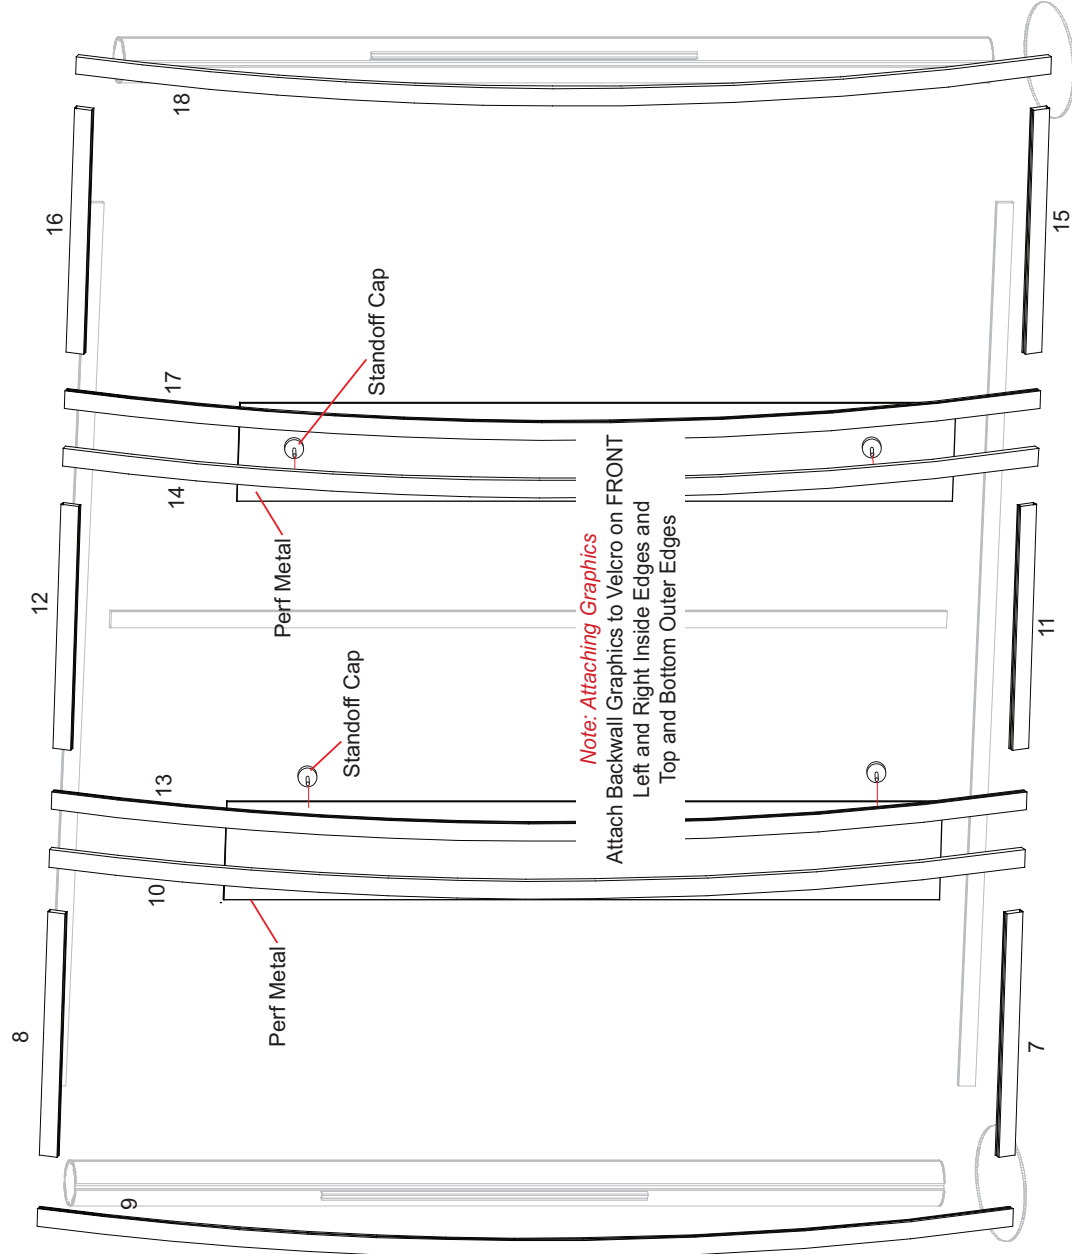 8
12
16
9
10
13
14
17
18
Perf Metal
Standoff Cap
Perf Metal
Standoff Cap
Note: Attaching Graphics
Attach Backwall Graphics to Velcro on FRONT
Left and Right Inside Edges and
Top and Bottom Outer Edges
7
11
15